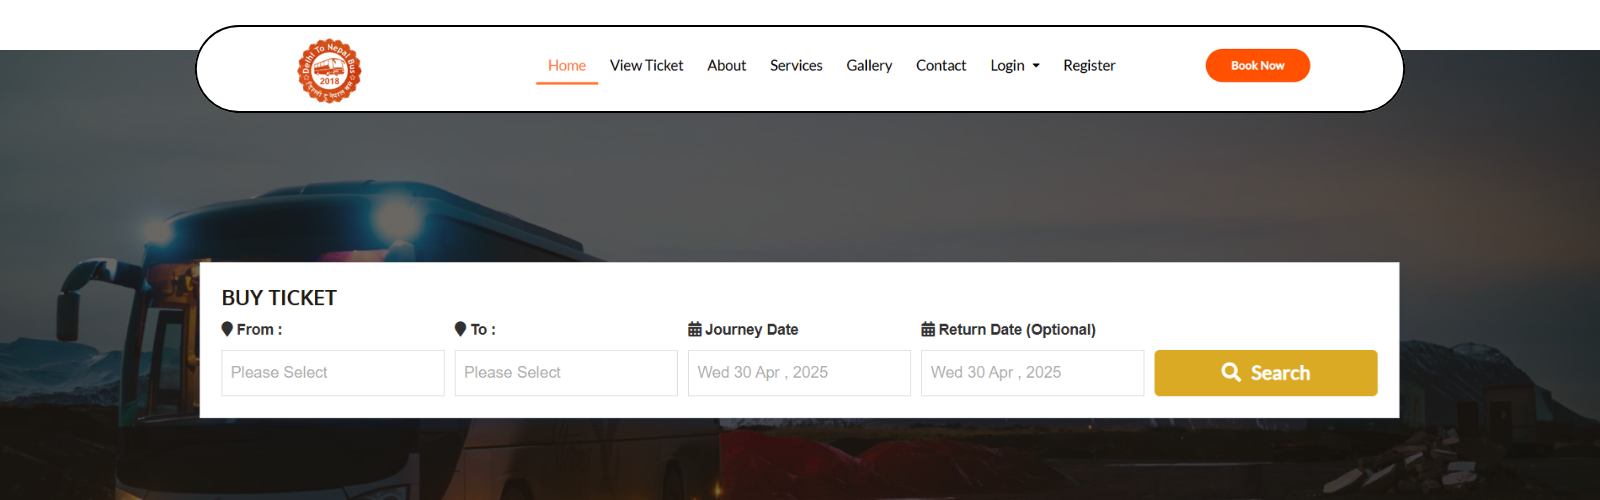 Delhi To Nepal Bus
2018
दिल्ली टू नेपाल बस
Home View Ticket About Services Gallery Contact Login Register Book Now
BUY TICKET
From : To : Journey Date Return Date (Optional)
Please Select Please Select Wed 30 Apr , 2025 Wed 30 Apr , 2025 Search